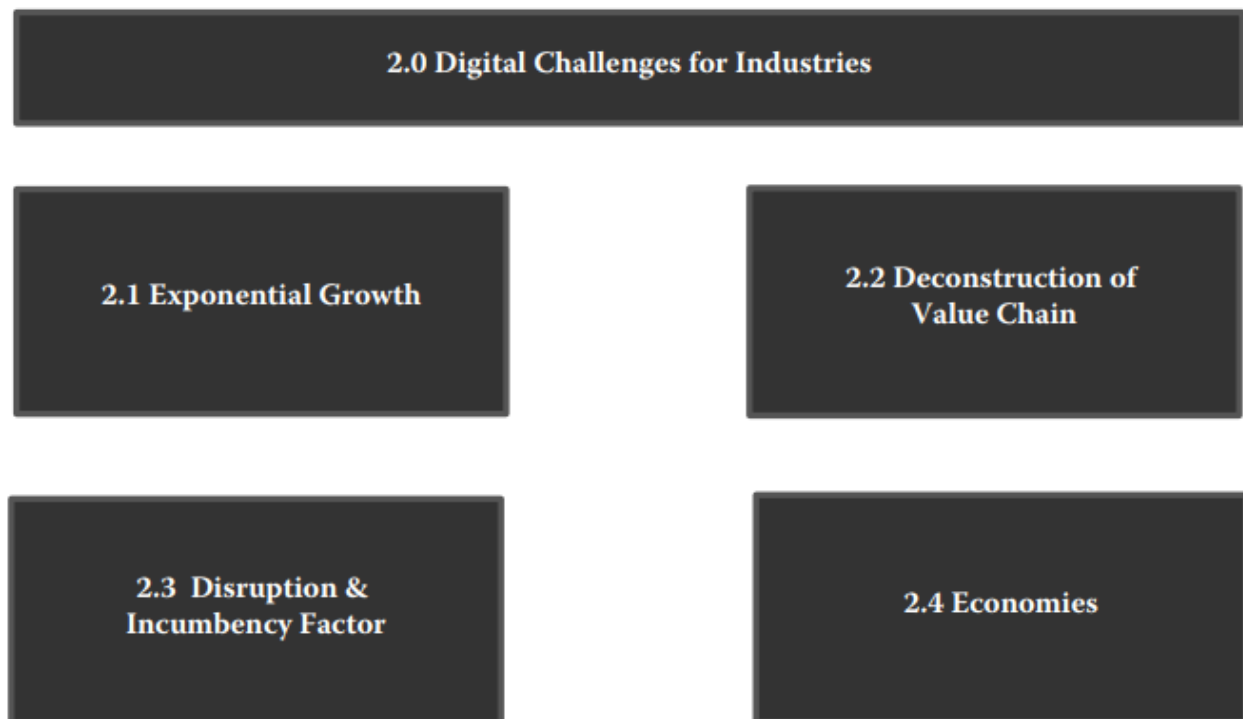 2.0 Digital Challenges for Industries
2.1 Exponential Growth
2.2 Deconstruction of
Value Chain
2.3 Disruption &
Incumbency Factor
2.4 Economies